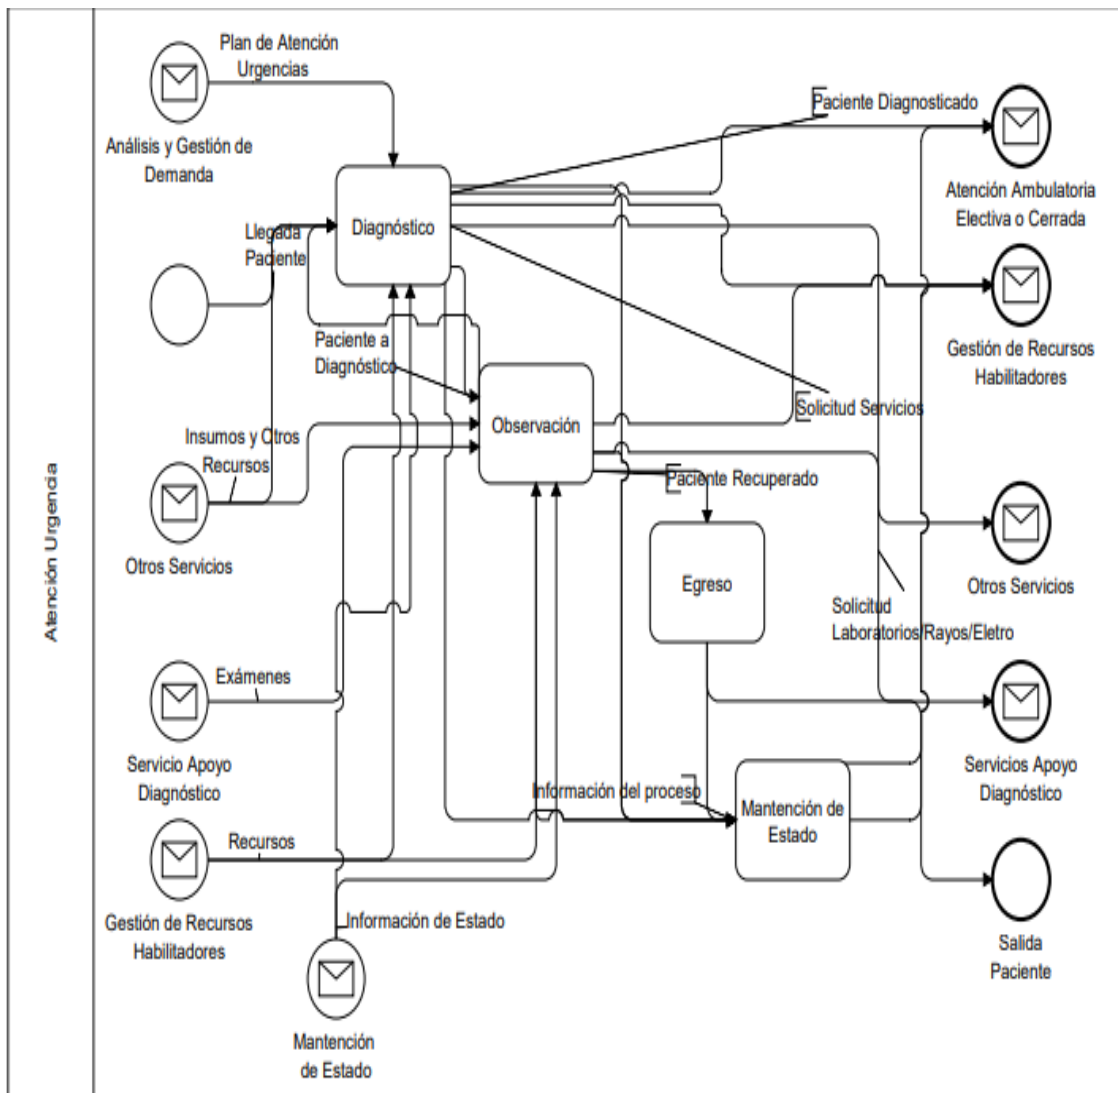 Atención Urgencia
Plan de Atención
Urgencias
Análisis y Gestión de
Demanda
Paciente Diagnosticado
Atención Ambulatoria
Electiva o Cerrada
Diagnóstico
Llegada
Paciente
Gestión de Recursos
Habilitadores
Paciente a
Diagnóstico
Solicitud Servicios
Observación
Insumos y Otros
Recursos
Paciente Recuperado
Otros Servicios
Egreso
Otros Servicios
Solicitud
Laboratorios/Rayos/Eletro
Exámenes
Servicio Apoyo
Diagnóstico
Servicios Apoyo
Diagnóstico
Información del proceso
Mantención de
Estado
Recursos
Gestión de Recursos
Habilitadores
Información de Estado
Salida
Paciente
Mantención
de Estado